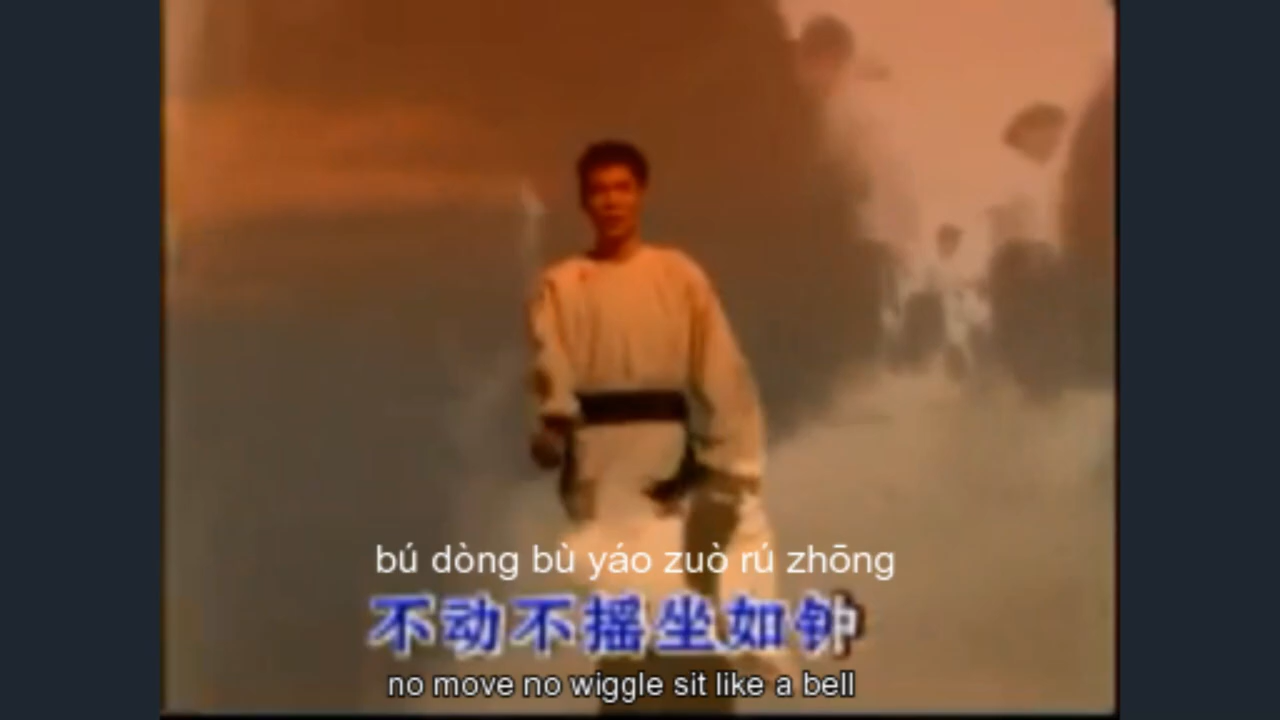 bú dòng bù yáo zuò rú zhōng
不动不摇坐如钟
no move no wiggle sit like a bell